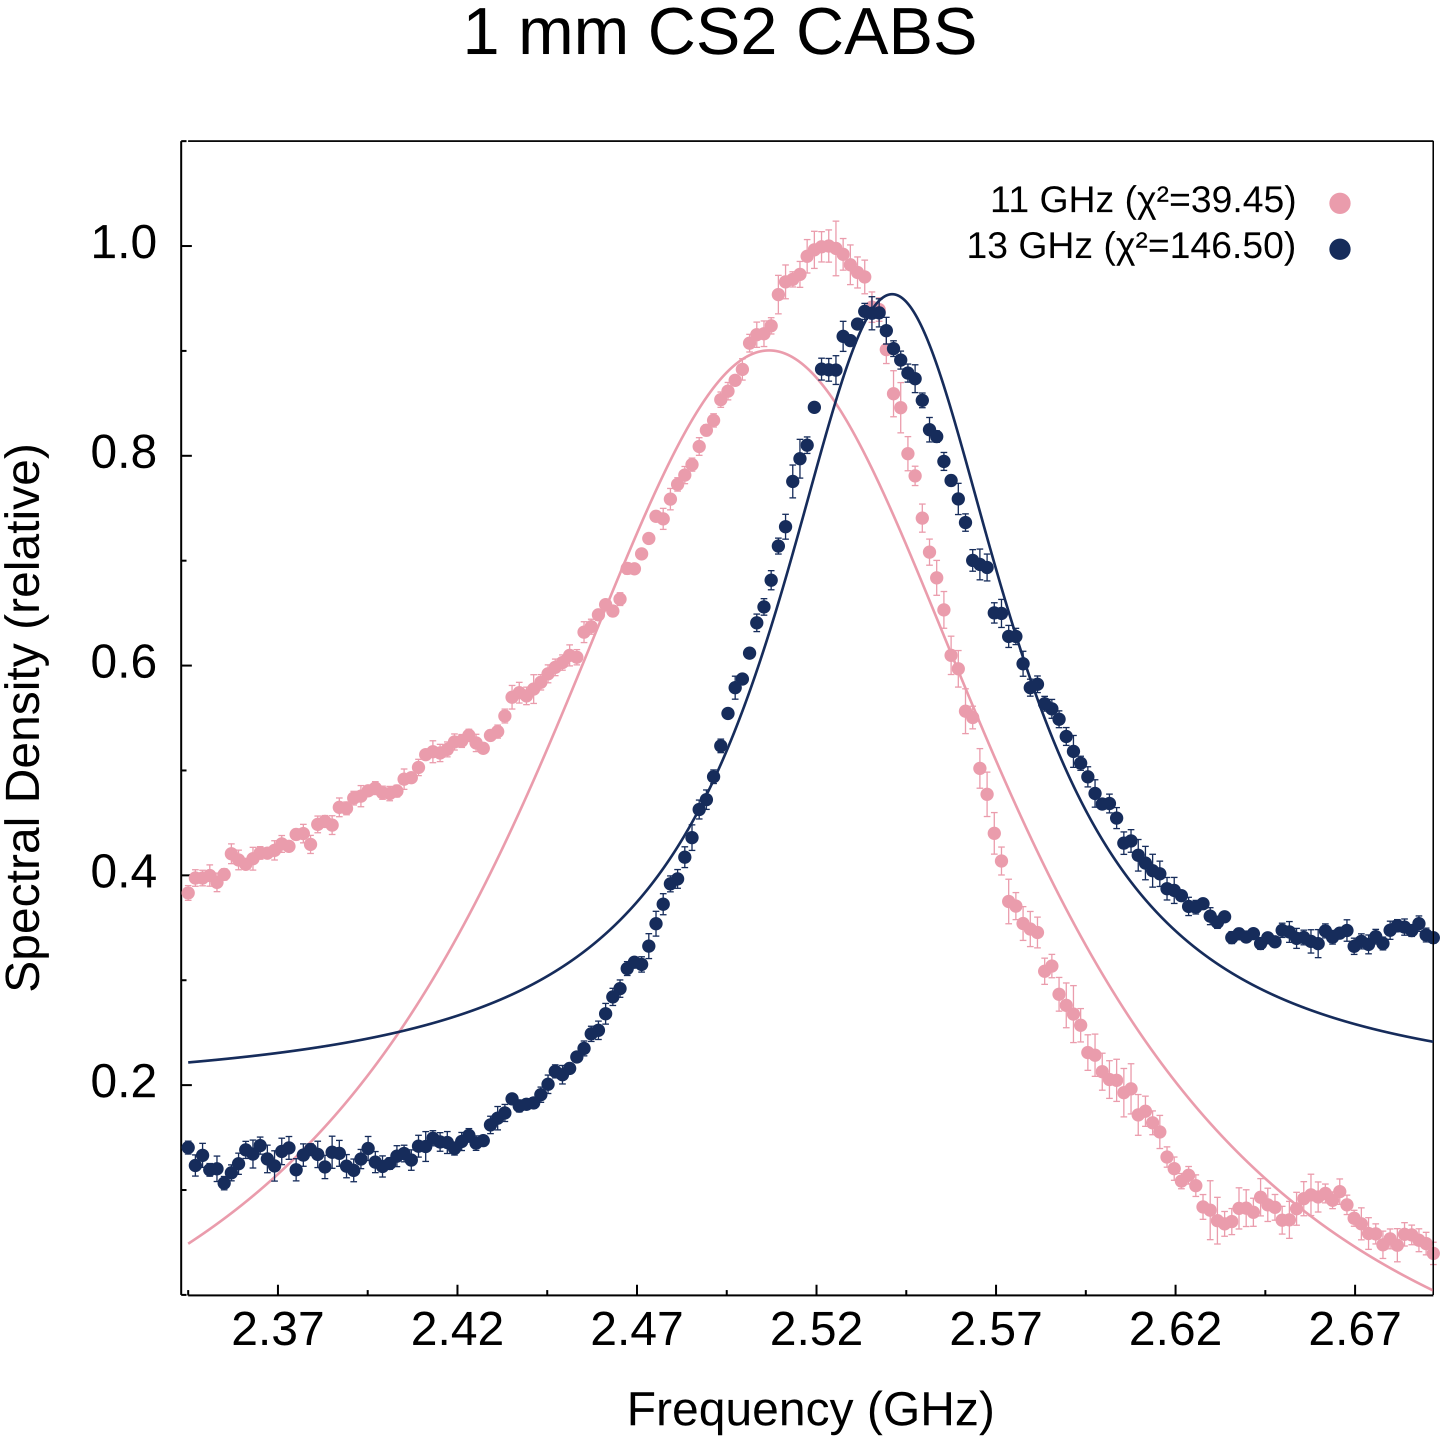 1 mm CS2 CABS
11 GHz (χ²=39.45)
13 GHz (χ²=146.50)
Spectral Density (relative)
1.0
0.8
0.6
0.4
0.2
2.37 2.42 2.47 2.52 2.57 2.62 2.67
Frequency (GHz)